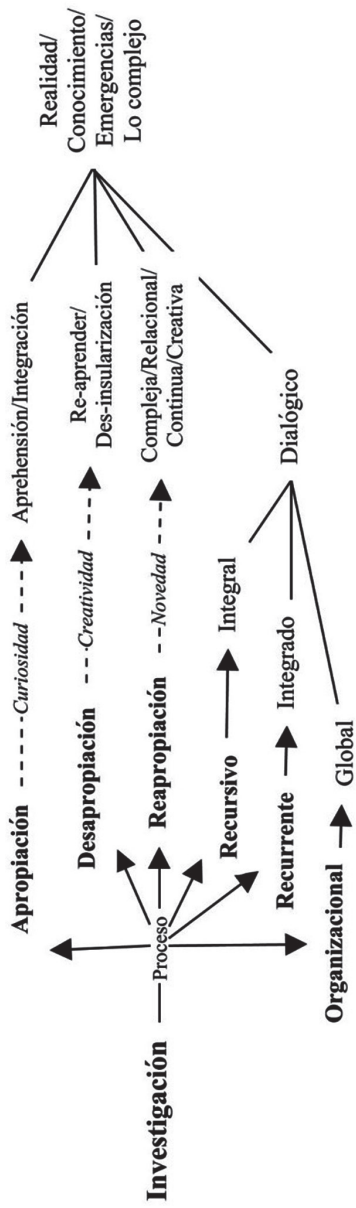 Investigación
Proceso
Apropiación
Curiosidad
Aprehensión/Integración
Desapropiación
Creatividad
Re-aprender/
Des-insularización
Reapropiación
Novedad
Compleja/Relacional/
Continua/Creativa
Recursivo
Integral
Recurrente
Integrado
Organizacional
Global
Dialógico
Realidad/
Conocimiento/
Emergencias/
Lo complejo